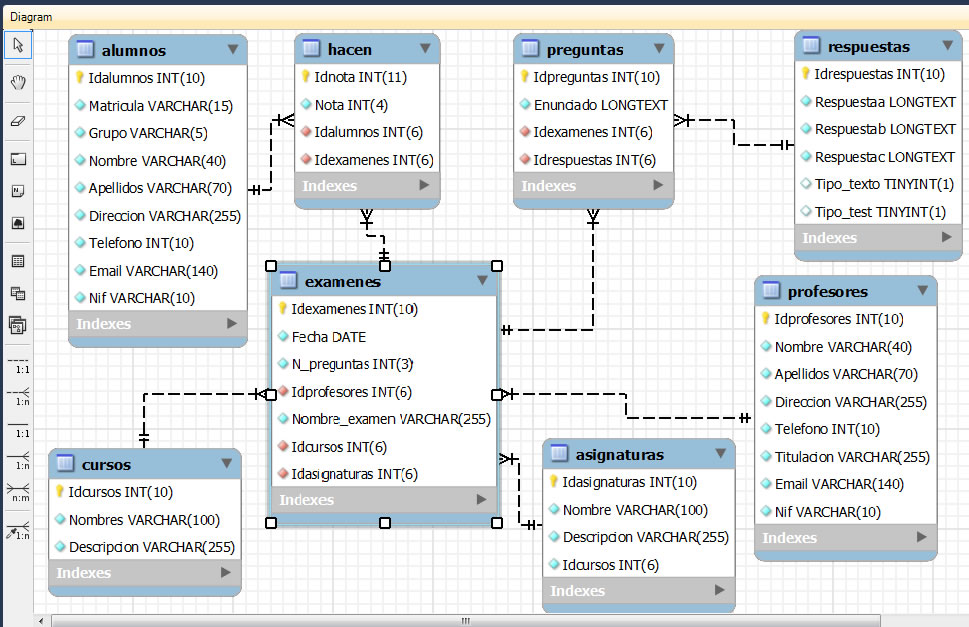 Diagram
alumnos
Idalumnos INT(10)
Matricula VARCHAR(15)
Grupo VARCHAR(5)
Nombre VARCHAR(40)
Apellidos VARCHAR(70)
Direccion VARCHAR(255)
Telefono INT(10)
Email VARCHAR(140)
Nif VARCHAR(10)
Indexes
hacen
Idnota INT(11)
Nota INT(4)
Idalumnos INT(6)
Idexamenes INT(6)
Indexes
preguntas
Idpreguntas INT(10)
Enunciado LONGTEXT
Idexamenes INT(6)
Idrespuestas INT(6)
Indexes
respuestas
Idrespuestas INT(10)
Respuestaa LONGTEXT
Respuestab LONGTEXT
Respuestac LONGTEXT
Tipo_texto TINYINT(1)
Tipo_test TINYINT(1)
Indexes
examenes
Idexamenes INT(10)
Fecha DATE
N_preguntas INT(3)
Idprofesores INT(6)
Nombre_examen VARCHAR(255)
Idcursos INT(6)
Idasignaturas INT(6)
Indexes
profesores
Idprofesores INT(10)
Nombre VARCHAR(40)
Apellidos VARCHAR(70)
Direccion VARCHAR(255)
Telefono INT(10)
Titulacion VARCHAR(255)
Email VARCHAR(140)
Nif VARCHAR(10)
Indexes
cursos
Idcursos INT(10)
Nombres VARCHAR(100)
Descripcion VARCHAR(255)
Indexes
asignaturas
Idasignaturas INT(10)
Nombre VARCHAR(100)
Descripcion VARCHAR(255)
Idcursos INT(6)
Indexes
1:1
1:n
1:1
1:n
n:m
1:n